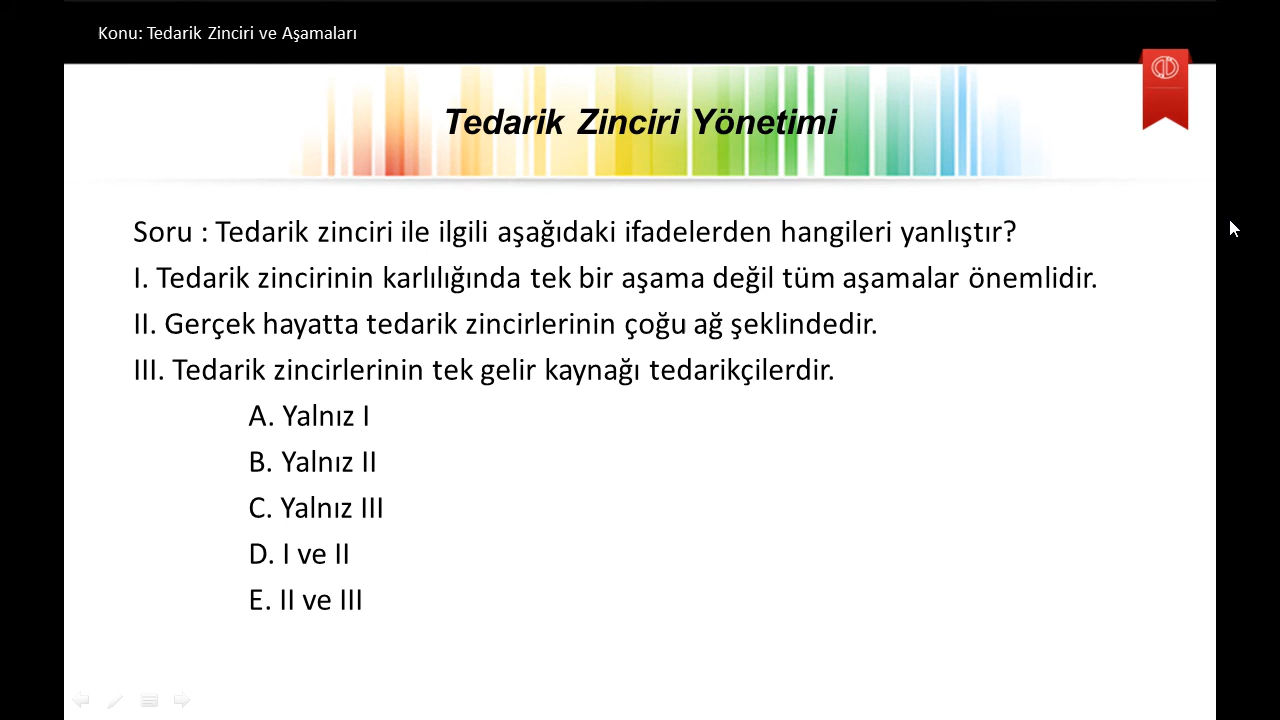 Konu: Tedarik Zinciri ve Aşamaları
Tedarik Zinciri Yönetimi
Soru : Tedarik zinciri ile ilgili aşağıdaki ifadelerden hangileri yanlıştır?
I. Tedarik zincirinin karlılığında tek bir aşama değil tüm aşamalar önemlidir.
II. Gerçek hayatta tedarik zincirlerinin çoğu ağ şeklindedir.
III. Tedarik zincirlerinin tek gelir kaynağı tedarikçilerdir.
A. Yalnız I
B. Yalnız II
C. Yalnız III
D. I ve II
E. II ve III